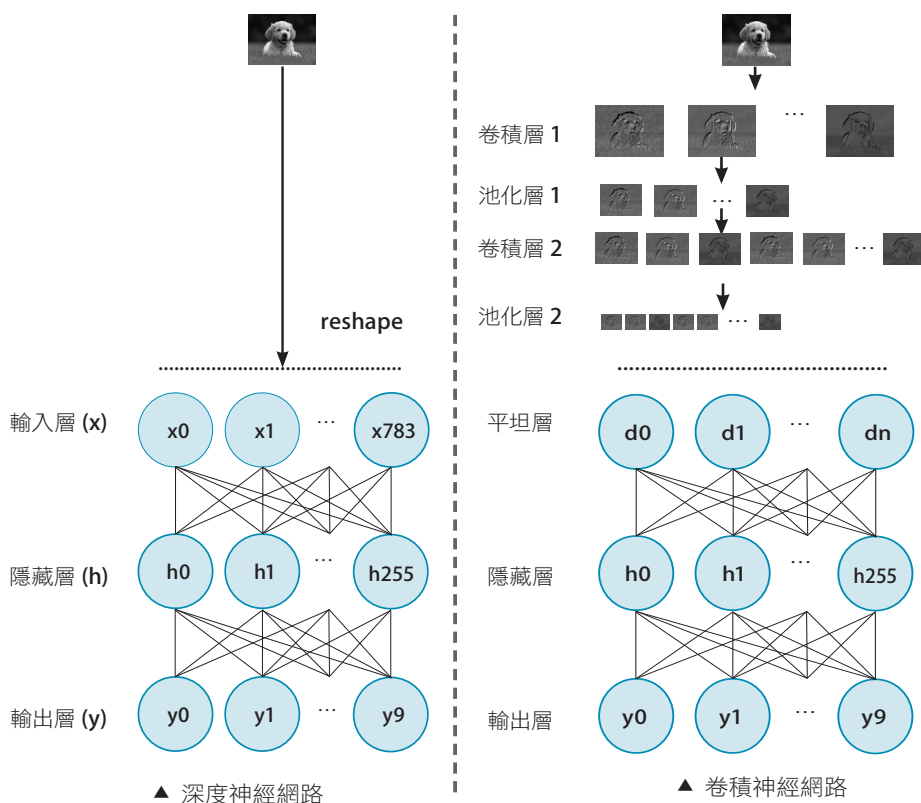 reshape
輸入層 (x)
x0 x1 ... x783
隱藏層 (h)
h0 h1 ... h255
輸出層 (y)
y0 y1 ... y9
▲ 深度神經網路
卷積層 1
...
池化層 1
...
卷積層 2
...
池化層 2
...
平坦層
d0 d1 ... dn
隱藏層
h0 h1 ... h255
輸出層
y0 y1 ... y9
▲ 卷積神經網路